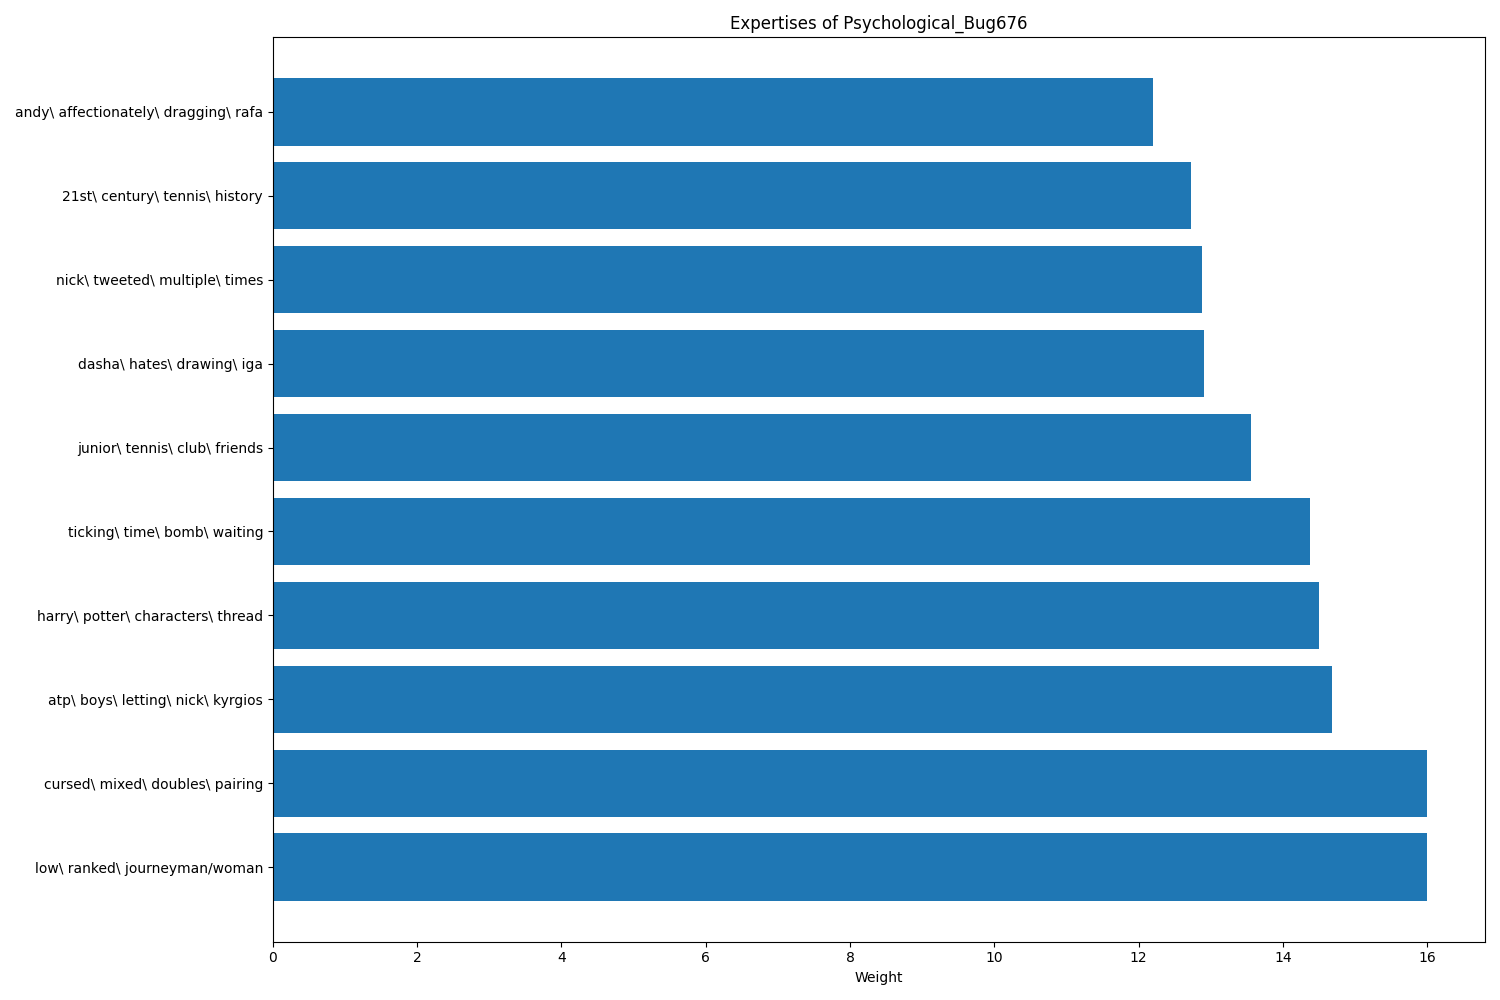 Expertises of Psychological_Bug676
andy\ affectionately\ dragging\ rafa
21st\ century\ tennis\ history
nick\ tweeted\ multiple\ times
dasha\ hates\ drawing\ iga
junior\ tennis\ club\ friends
ticking\ time\ bomb\ waiting
harry\ potter\ characters\ thread
atp\ boys\ letting\ nick\ kyrgios
cursed\ mixed\ doubles\ pairing
low\ ranked\ journeyman/woman
0 2 4 6 8 10 12 14 16
Weight